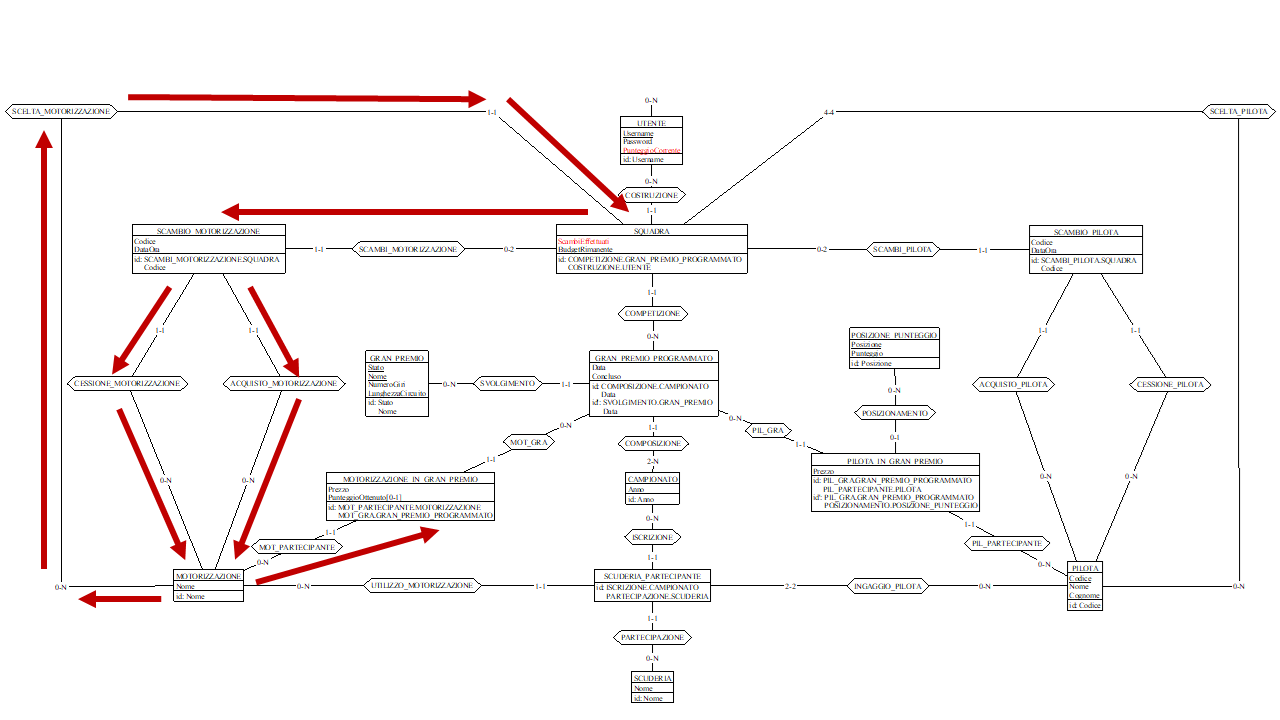 SCELTA_MOTORIZZAZIONE
1-1
0-N
4-4
SCELTA_PILOTA
UTENTE
Username
Password
PunteggioCorrente
id: Username
0-N
COSTRUZIONE
1-1
SCAMBIO_MOTORIZZAZIONE
Codice
DataOra
id: SCAMBI_MOTORIZZAZIONE.SQUADRA
Codice
1-1
SCAMBI_MOTORIZZAZIONE
0-2
SQUADRA
ScambiEffettuati
BudgetRimanente
id: COMPETIZIONE.GRAN_PREMIO_PROGRAMMATO
COSTRUZIONE.UTENTE
0-2
SCAMBI_PILOTA
1-1
SCAMBIO_PILOTA
Codice
DataOra
id: SCAMBI_PILOTA.SQUADRA
Codice
1-1
COMPETIZIONE
0-N
1-1
1-1
1-1
1-1
CESSIONE_MOTORIZZAZIONE
ACQUISTO_MOTORIZZAZIONE
GRAN_PREMIO
Stato
Nome
NumeroGiri
LunghezzaCircuito
id: Stato
Nome
0-N
SVOLGIMENTO
1-1
GRAN_PREMIO_PROGRAMMATO
Data
Concluso
id: COMPOSIZIONE.CAMPIONATO
Data
id': SVOLGIMENTO.GRAN_PREMIO
Data
POSIZIONE_PUNTEGGIO
Posizione
Punteggio
id: Posizione
0-N
POSIZIONAMENTO
0-1
ACQUISTO_PILOTA
CESSIONE_PILOTA
0-N
MOT_GRA
1-1
1-1
COMPOSIZIONE
2-N
0-N
PIL_GRA
1-1
0-N
0-N
MOTORIZZAZIONE_IN_GRAN_PREMIO
Prezzo
PunteggioOttenuto[0-1]
id: MOT_PARTECIPANTE.MOTORIZZAZIONE
MOT_GRA.GRAN_PREMIO_PROGRAMMATO
CAMPIONATO
Anno
id: Anno
PILOTA_IN_GRAN_PREMIO
Prezzo
id: PIL_GRA.GRAN_PREMIO_PROGRAMMATO
PIL_PARTECIPANTE.PILOTA
id': PIL_GRA.GRAN_PREMIO_PROGRAMMATO
POSIZIONAMENTO.POSIZIONE_PUNTEGGIO
0-N
0-N
1-1
MOT_PARTECIPANTE
0-N
0-N
ISCRIZIONE
1-1
1-1
PIL_PARTECIPANTE
0-N
0-N
MOTORIZZAZIONE
Nome
id: Nome
0-N
UTILIZZO_MOTORIZZAZIONE
1-1
SCUDERIA_PARTECIPANTE
id: ISCRIZIONE.CAMPIONATO
PARTECIPAZIONE.SCUDERIA
2-2
INGAGGIO_PILOTA
0-N
PILOTA
Codice
Nome
Cognome
id: Codice
0-N
1-1
PARTECIPAZIONE
0-N
SCUDERIA
Nome
id: Nome